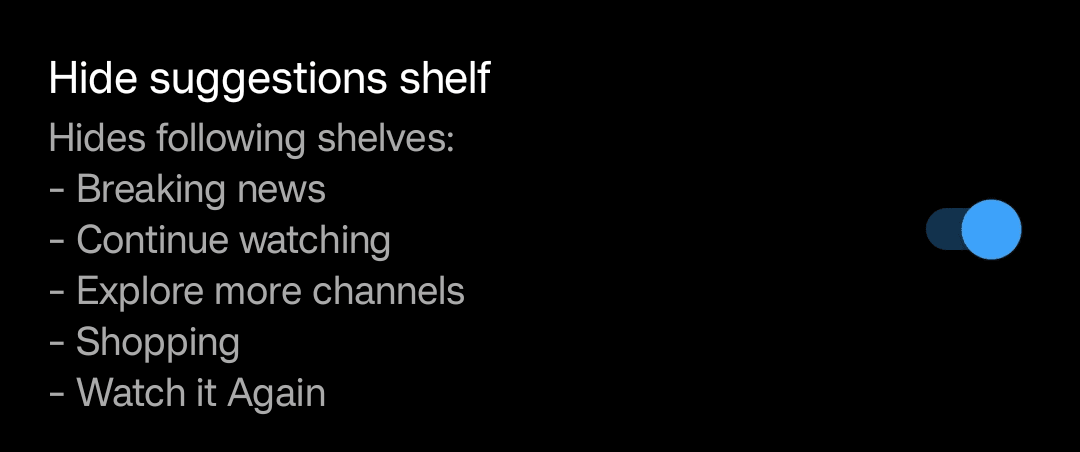 Hide suggestions shelf
Hides following shelves:
- Breaking news
- Continue watching
- Explore more channels
- Shopping
- Watch it Again